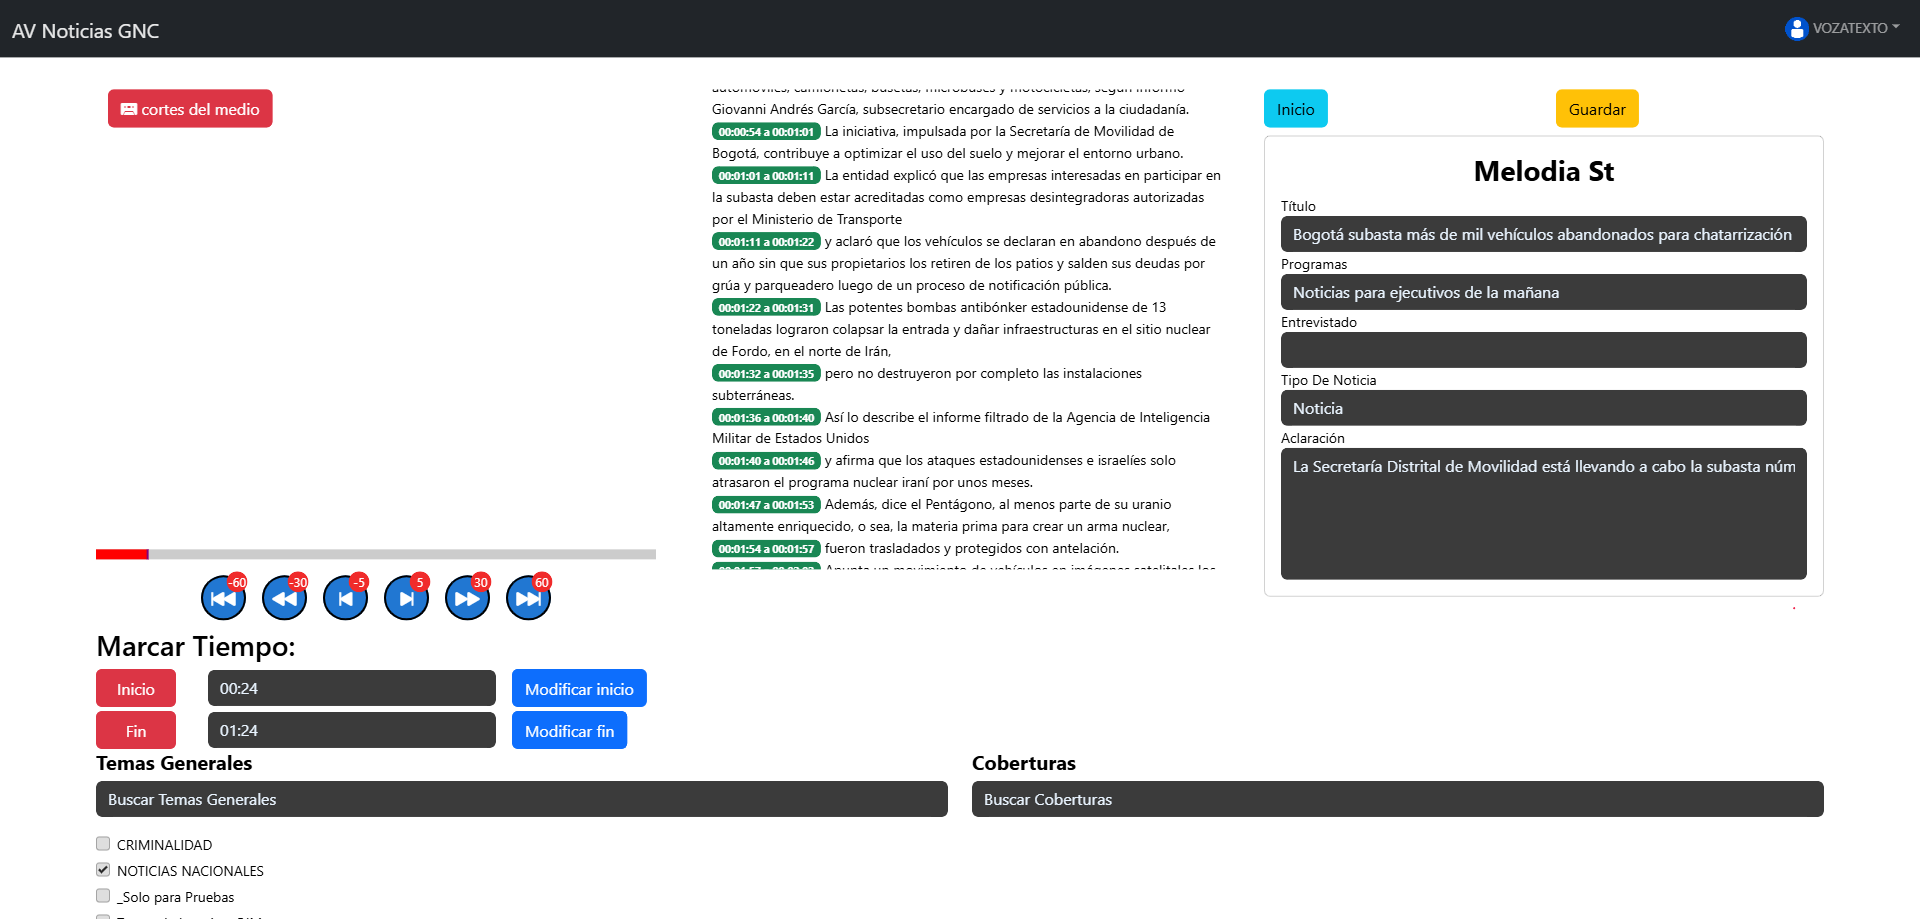 AV Noticias GNC
VOZATEXTO
cortes del medio
automóviles, camionetas, busetas, microbuses y motocicletas, según informó
Giovanni Andrés García, subsecretario encargado de servicios a la ciudadanía.
00:00:54 a 00:01:01 La iniciativa, impulsada por la Secretaría de Movilidad de
Bogotá, contribuye a optimizar el uso del suelo y mejorar el entorno urbano.
00:01:01 a 00:01:11 La entidad explicó que las empresas interesadas en participar en
la subasta deben estar acreditadas como empresas desintegradoras autorizadas
por el Ministerio de Transporte
00:01:11 a 00:01:22 y aclaró que los vehículos se declaran en abandono después de
un año sin que sus propietarios los retiren de los patios y salden sus deudas por
grúa y parqueadero luego de un proceso de notificación pública.
00:01:22 a 00:01:31 Las potentes bombas antibónker estadounidense de 13
toneladas lograron colapsar la entrada y dañar infraestructuras en el sitio nuclear
de Fordo, en el norte de Irán,
00:01:32 a 00:01:35 pero no destruyeron por completo las instalaciones
subterráneas.
00:01:36 a 00:01:40 Así lo describe el informe filtrado de la Agencia de Inteligencia
Militar de Estados Unidos
00:01:40 a 00:01:46 y afirma que los ataques estadounidenses e israelíes solo
atrasaron el programa nuclear iraní por unos meses.
00:01:47 a 00:01:53 Además, dice el Pentágono, al menos parte de su uranio
altamente enriquecido, o sea, la materia prima para crear un arma nuclear,
00:01:54 a 00:01:57 fueron trasladados y protegidos con antelación.
Apunta un movimiento de vehículos en imágenes satelitales los
Inicio
Guardar
Melodia St
Título
Bogotá subasta más de mil vehículos abandonados para chatarrización
Programas
Noticias para ejecutivos de la mañana
Entrevistado
Tipo De Noticia
Noticia
Aclaración
La Secretaría Distrital de Movilidad está llevando a cabo la subasta núm
-60 -30 -5 5 30 60
Marcar Tiempo:
Inicio 00:24 Modificar inicio
Fin 01:24 Modificar fin
Temas Generales
Buscar Temas Generales
CRIMINALIDAD
NOTICIAS NACIONALES
_Solo para Pruebas
Coberturas
Buscar Coberturas